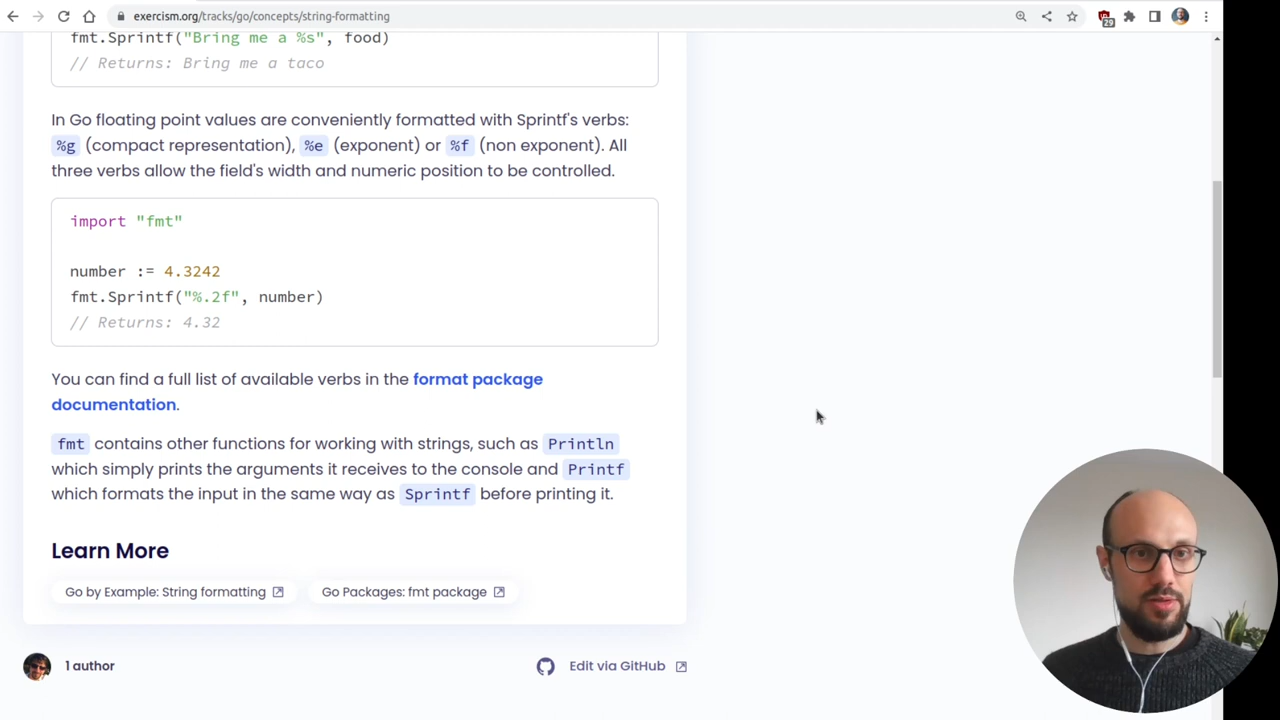 exercism.org/tracks/go/concepts/string-formatting
29
fmt.Sprintf("Bring me a %s", food)
// Returns: Bring me a taco
In Go floating point values are conveniently formatted with Sprintf's verbs:
%g (compact representation), %e (exponent) or %f (non exponent). All
three verbs allow the field's width and numeric position to be controlled.
import "fmt"
number := 4.3242
fmt.Sprintf("%.2f", number)
// Returns: 4.32
You can find a full list of available verbs in the format package
documentation.
fmt contains other functions for working with strings, such as Println
which simply prints the arguments it receives to the console and Printf
which formats the input in the same way as Sprintf before printing it.
Learn More
Go by Example: String formatting Go Packages: fmt package
1 author Edit via GitHub